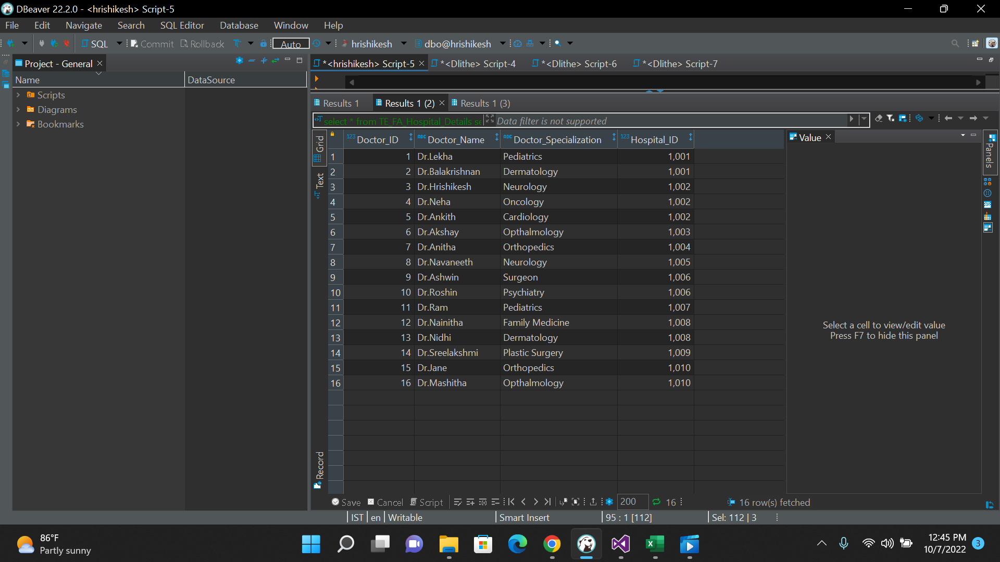 DBeaver 22.2.0 - <hrishikesh> Script-5
File Edit Navigate Search SQL Editor Database Window Help
SQL Commit Rollback Auto hrishikesh dbo@hrishikesh
Project - General
*<hrishikesh> Script-5 *<Dlithe> Script-4 *<Dlithe> Script-6 *<Dlithe> Script-7
Name DataSource
Scripts
Diagrams
Bookmarks
Results 1 Results 1 (2) Results 1 (3)
select * from TE_FA_Hospital_Details se Data filter is not supported
Grid
Text
Record
123 Doctor_ID ABC Doctor_Name ABC Doctor_Specialization 123 Hospital_ID
1 1 Dr.Lekha Pediatrics 1,001
2 2 Dr.Balakrishnan Dermatology 1,001
3 3 Dr.Hrishikesh Neurology 1,002
4 4 Dr.Neha Oncology 1,002
5 5 Dr.Ankith Cardiology 1,002
6 6 Dr.Akshay Opthalmology 1,003
7 7 Dr.Anitha Orthopedics 1,004
8 8 Dr.Navaneeth Neurology 1,005
9 9 Dr.Ashwin Surgeon 1,006
10 10 Dr.Roshin Psychiatry 1,006
11 11 Dr.Ram Pediatrics 1,007
12 12 Dr.Nainitha Family Medicine 1,008
13 13 Dr.Nidhi Dermatology 1,008
14 14 Dr.Sreelakshmi Plastic Surgery 1,009
15 15 Dr.Jane Orthopedics 1,010
16 16 Dr.Mashitha Opthalmology 1,010
Value
Panels
Select a cell to view/edit value
Press F7 to hide this panel
Save Cancel Script 200 16 16 row(s) fetched
IST en Writable Smart Insert 95 : 1 [112] Sel: 112 | 3
86°F
Partly sunny
12:45 PM
10/7/2022
3